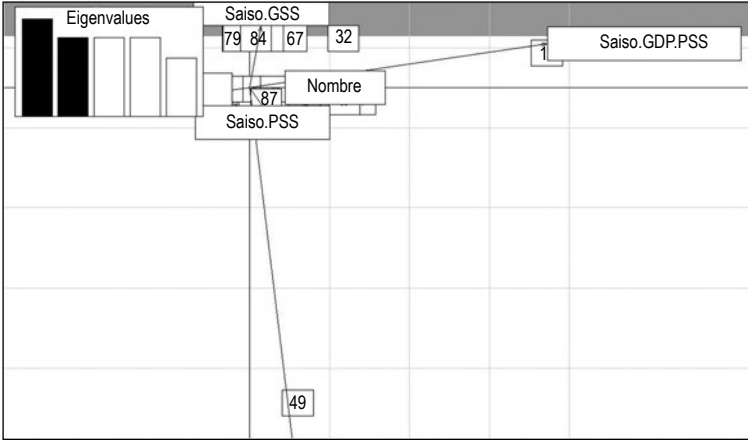 Eigenvalues
Saiso.GSS
79 84 67 32
1
Saiso.GDP.PSS
Nombre
87
Saiso.PSS
49